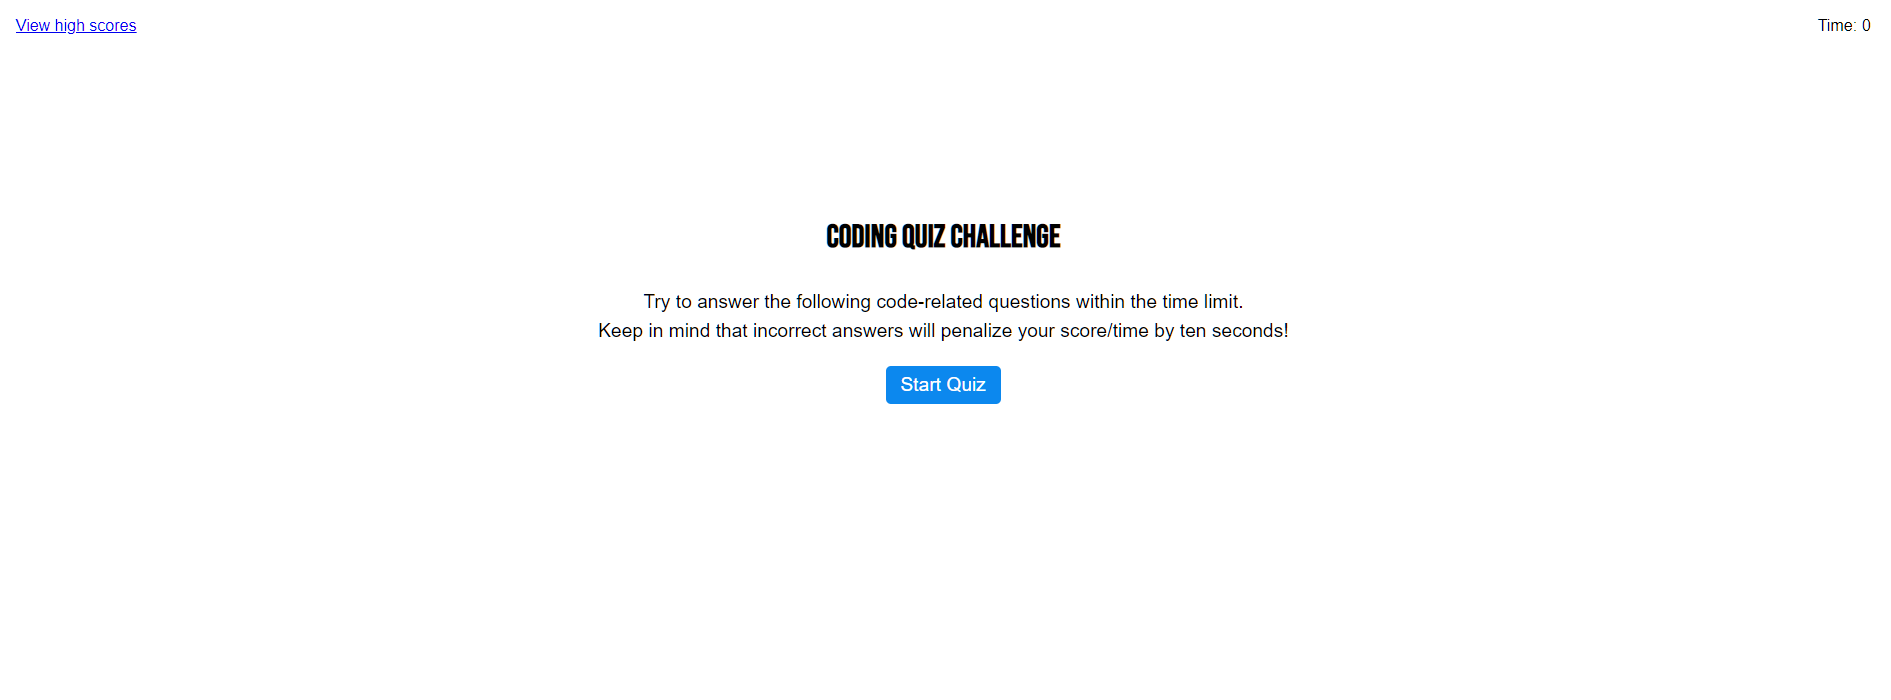 View high scores
Time: 0
CODING QUIZ CHALLENGE
Try to answer the following code-related questions within the time limit.
Keep in mind that incorrect answers will penalize your score/time by ten seconds!
Start Quiz